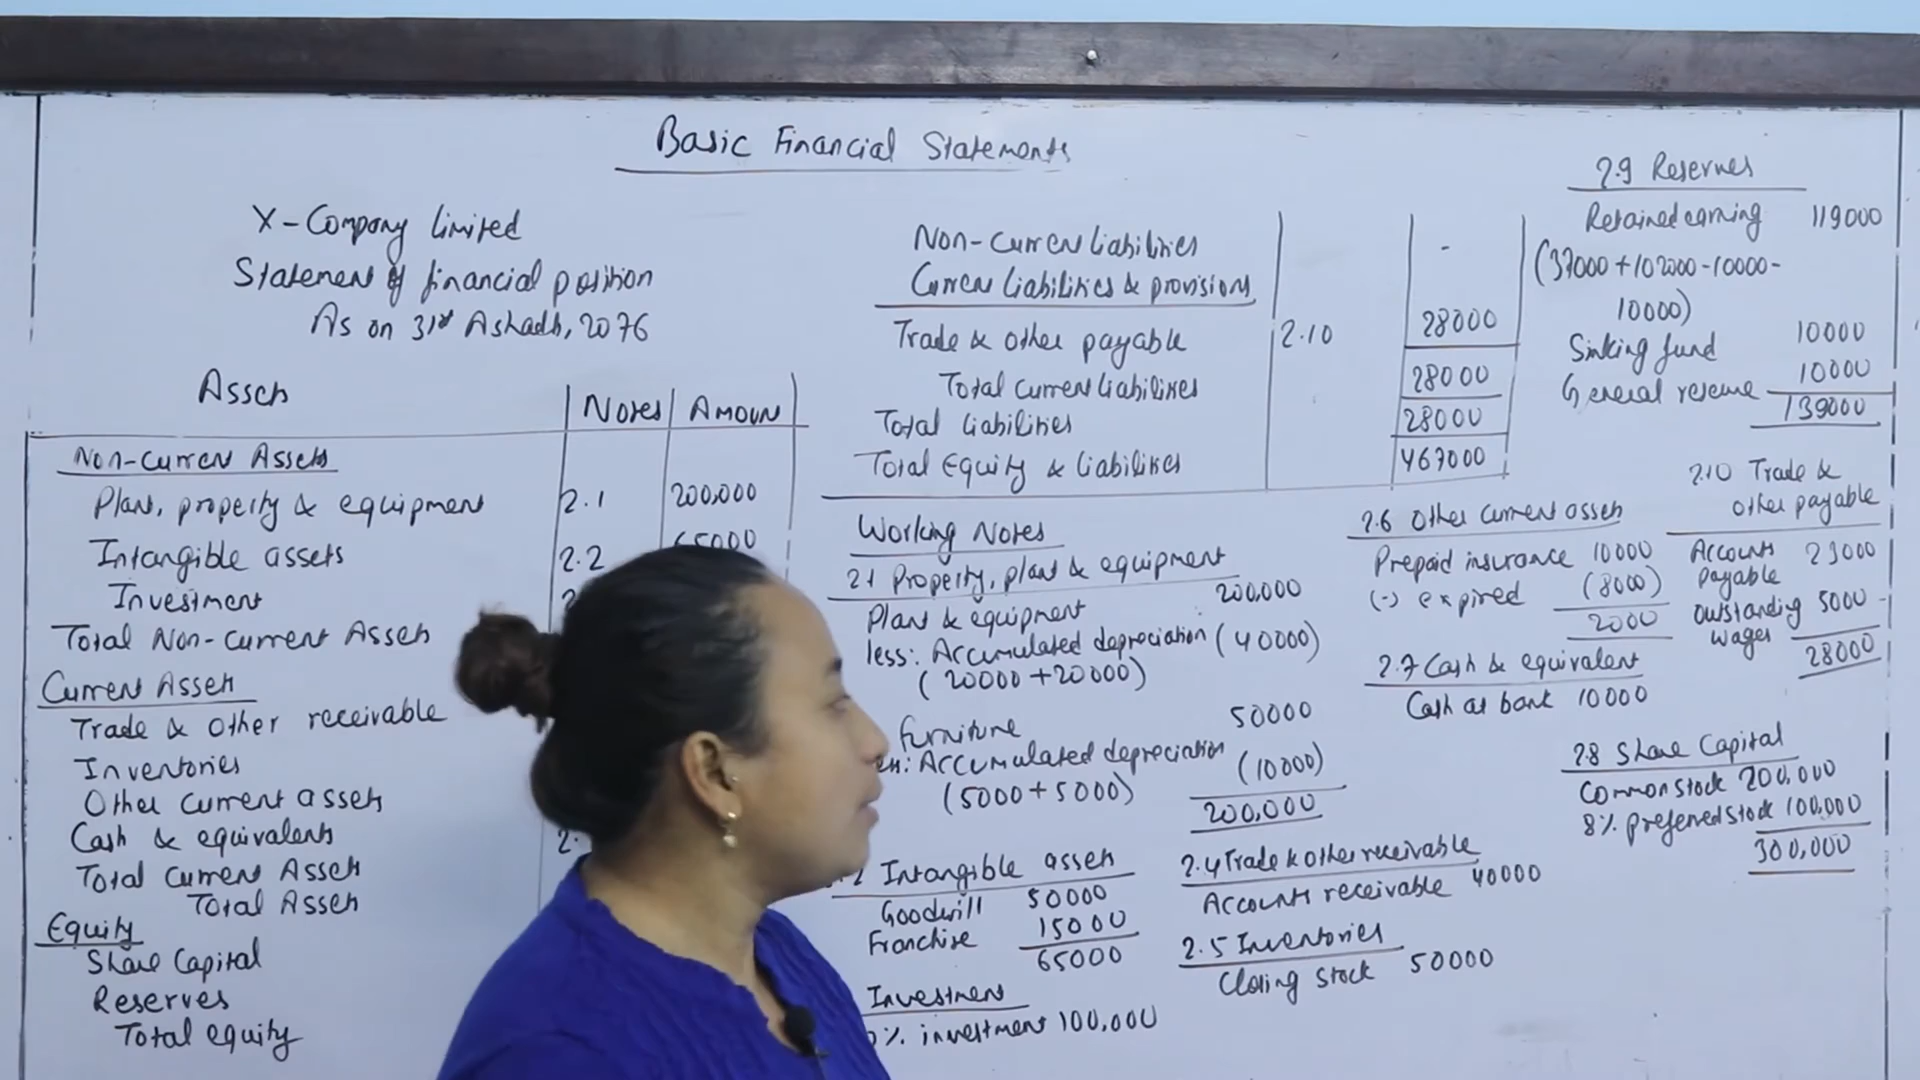 Basic Financial Statements
X-Company limited
Statement of financial position
As on 31st Ashadh, 2076
Assets Notes Amount
Non-current Assets
Plant, property & equipment 2.1 200,000
Intangible assets 2.2 65000
Investment
Total Non-current Assets
Current Assets
Trade & Other receivable
Inventories
Other current assets
Cash & equivalents
Total current Assets
Total Assets
Equity
Share Capital
Reserves
Total equity
Non-current liabilities -
Current liabilities & provisions
Trade & other payable 2.10 28000
Total current liabilities 28000
Total liabilities 28000
Total Equity & liabilities 467000
Working Notes
2.1 Property, plant & equipment
Plant & equipment 200,000
less: Accumulated depreciation (40000)
(20000 + 20000)
furniture 50000
Accumulated depreciation (10000)
(5000 + 5000)
200,000
Intangible assets
Goodwill 50000
Franchise 15000
65000
Investment
% investment 100,000
2.4 Trade & other receivable
Accounts receivable 40000
2.5 Inventories
Closing stock 50000
2.6 Other current assets
Prepaid insurance 10000
(-) expired (8000)
2000
2.7 Cash & equivalent
Cash at bank 10000
2.8 Share Capital
Common stock 200,000
8% preferred stock 100,000
300,000
2.9 Reserves
Retained earning 119000
(37000 + 102000 - 10000 -
10000)
Sinking fund 10000
General reserve 10000
139000
2.10 Trade &
other payable
Accounts 23000
payable
Outstanding 5000
wages
28000